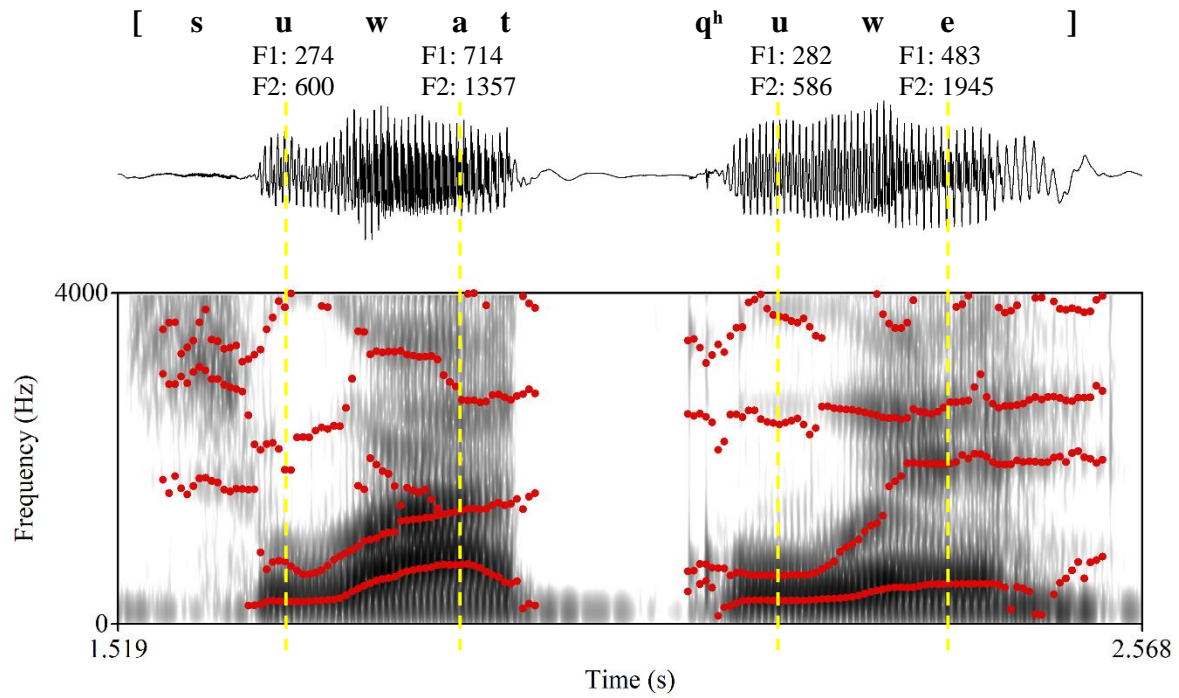 [ s u w a t qʰ u w e ]
F1: 274 F1: 714 F1: 282 F1: 483
F2: 600 F2: 1357 F2: 586 F2: 1945
4000
Frequency (Hz)
0
1.519 2.568
Time (s)